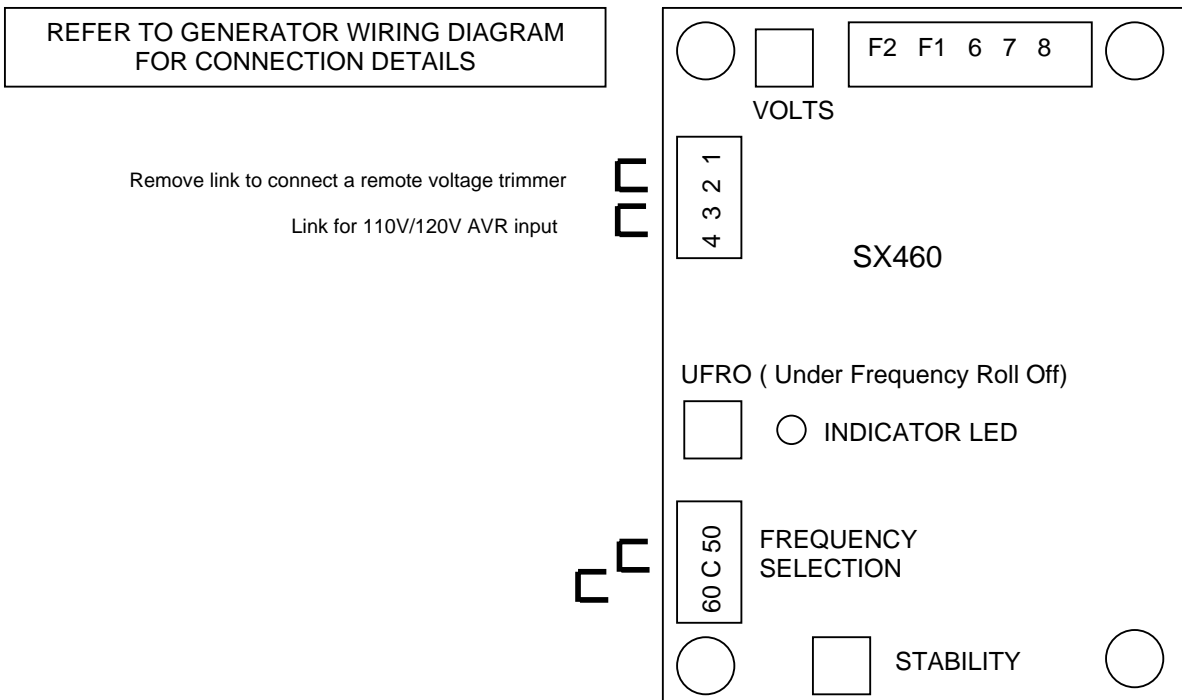 REFER TO GENERATOR WIRING DIAGRAM
FOR CONNECTION DETAILS
F2 F1 6 7 8
VOLTS
Remove link to connect a remote voltage trimmer
Link for 110V/120V AVR input
4 3 2 1
SX460
UFRO ( Under Frequency Roll Off)
INDICATOR LED
60 C 50
FREQUENCY
SELECTION
STABILITY